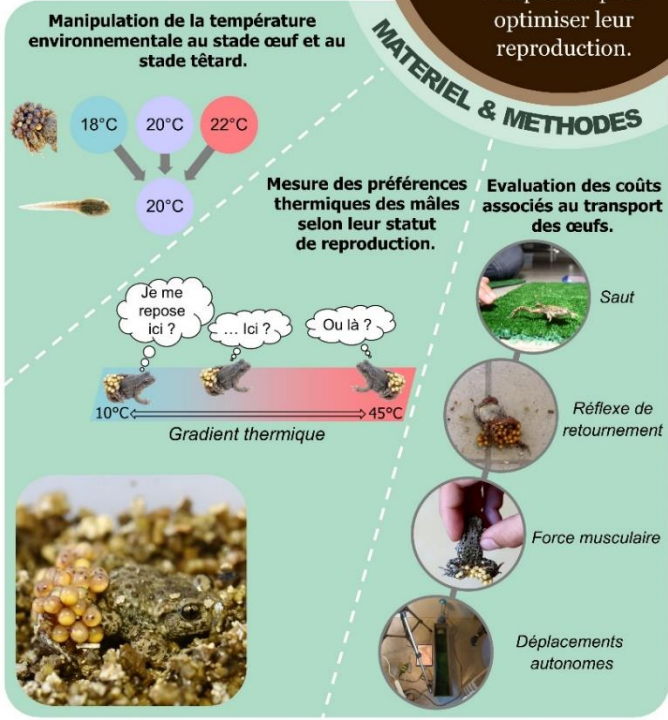 optimiser leur
reproduction.
MATERIEL & METHODES
Manipulation de la température
environnementale au stade œuf et au
stade têtard.
18°C
20°C
22°C
20°C
Mesure des préférences
thermiques des mâles
selon leur statut
de reproduction.
Je me
repose
ici ?
... Ici ?
Ou là ?
10°C
45°C
Gradient thermique
Evaluation des coûts
associés au transport
des œufs.
Saut
Réflexe de
retournement
Force musculaire
Déplacements
autonomes